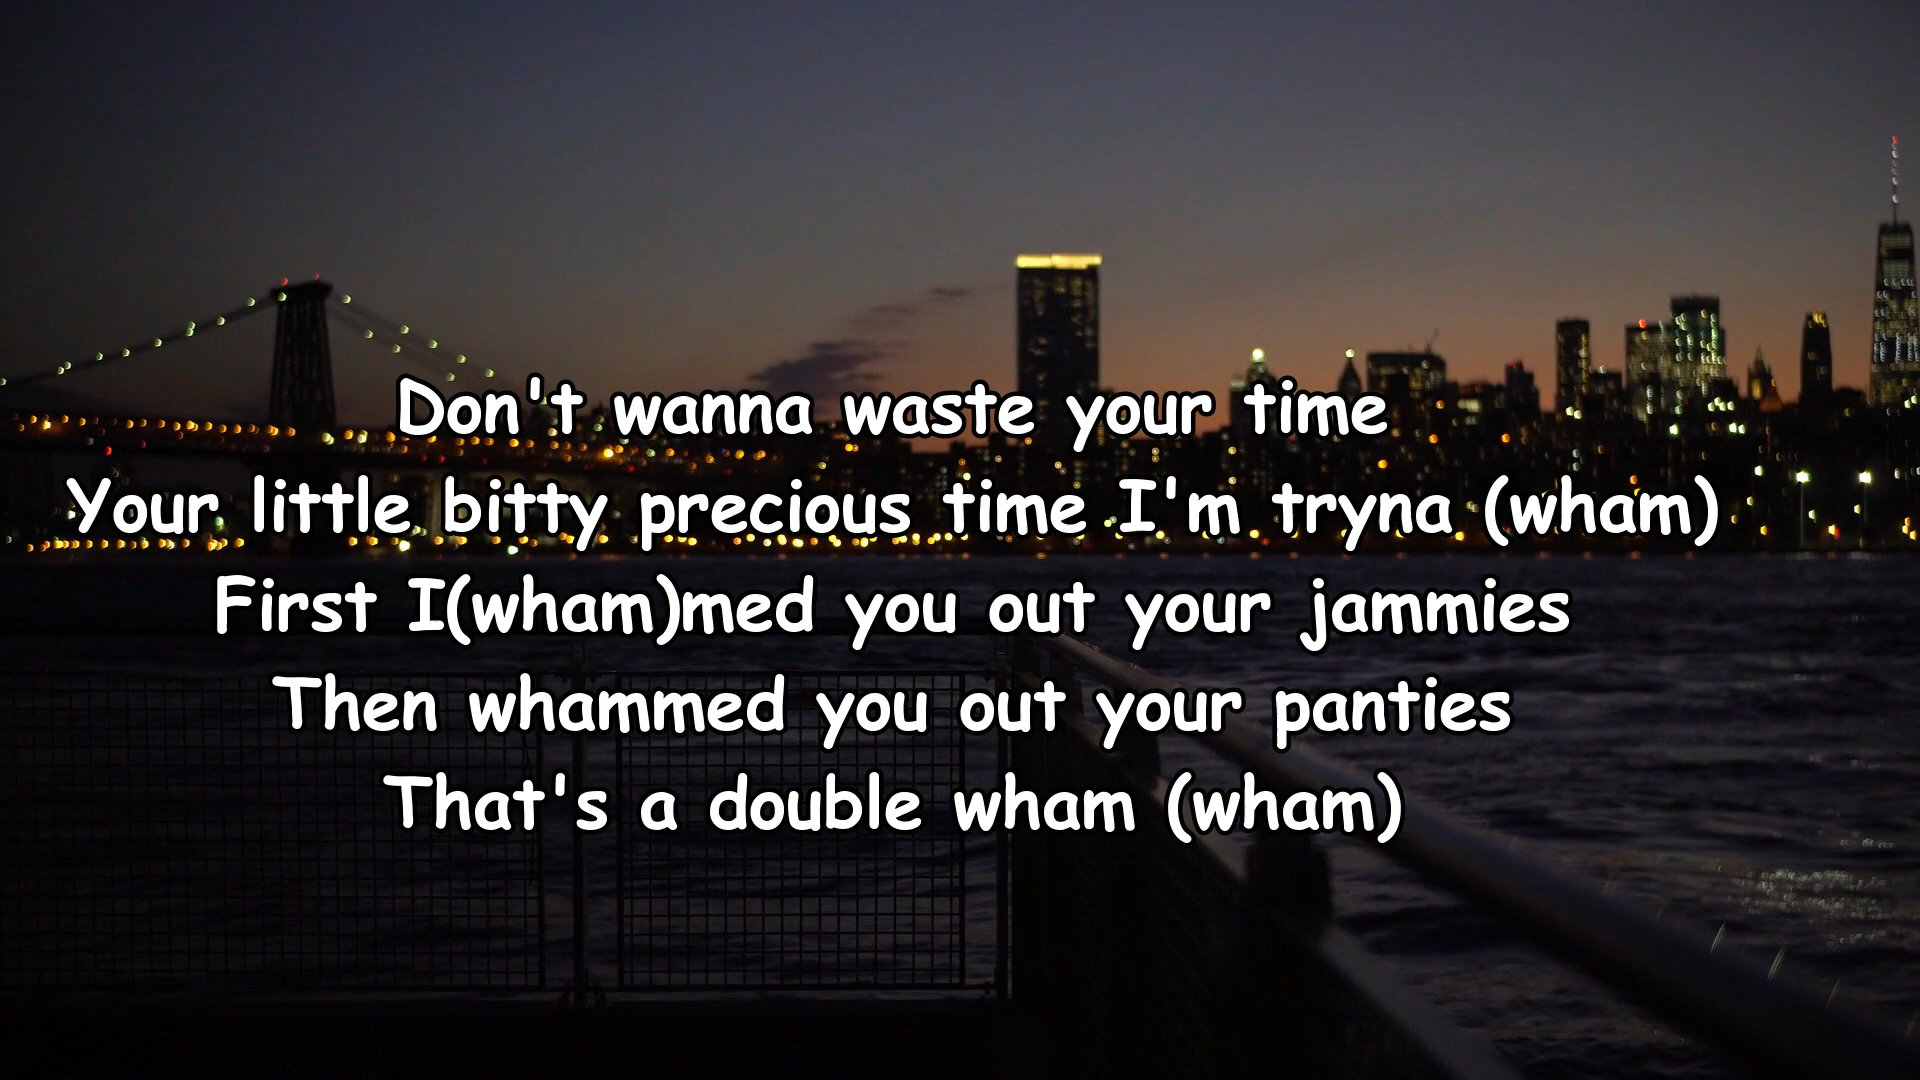 Don't wanna waste your time
Your little bitty precious time I'm tryna (wham)
First I(wham)med you out your jammies
Then whammed you out your panties
That's a double wham (wham)